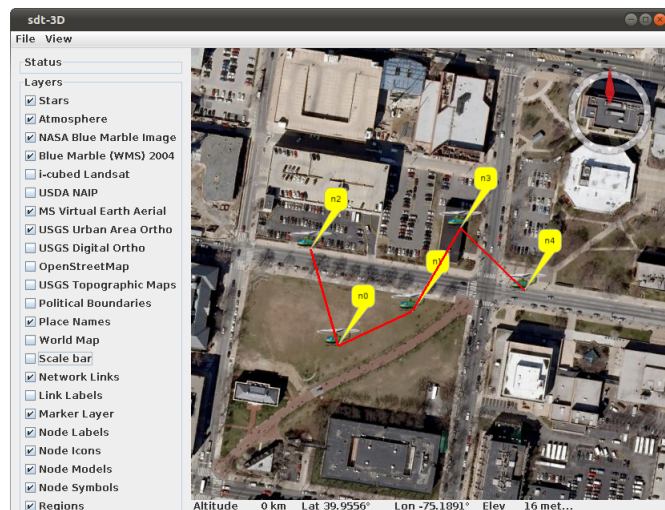 sdt-3D
File View
Status
Layers
Stars
Atmosphere
NASA Blue Marble Image
Blue Marble (WMS) 2004
i-cubed Landsat
USDA NAIP
MS Virtual Earth Aerial
USGS Urban Area Ortho
USGS Digital Ortho
OpenStreetMap
USGS Topographic Maps
Political Boundaries
Place Names
World Map
Scale bar
Network Links
Link Labels
Marker Layer
Node Labels
Node Icons
Node Models
Node Symbols
Regions
n3
n2
n4
n1
n0
Altitude 0 km Lat 39.9556° Lon -75.1891° Elev 16 met...